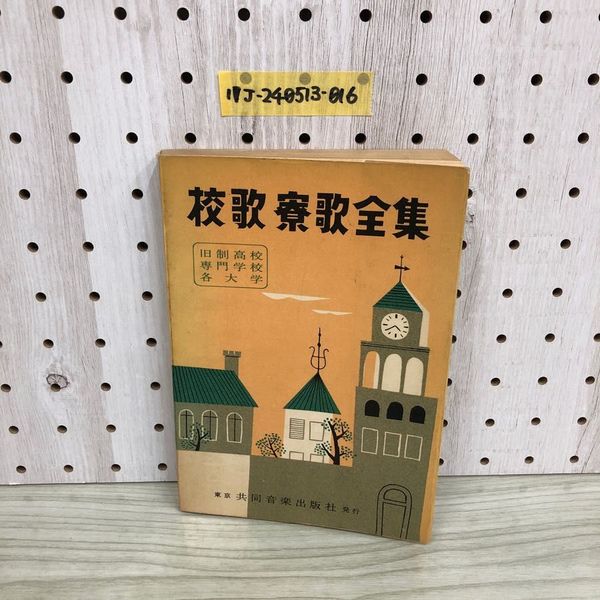 11J-240513-016
校歌 寮歌全集
旧制高校
専門学校
各大学
東京 共同音楽出版社 発行